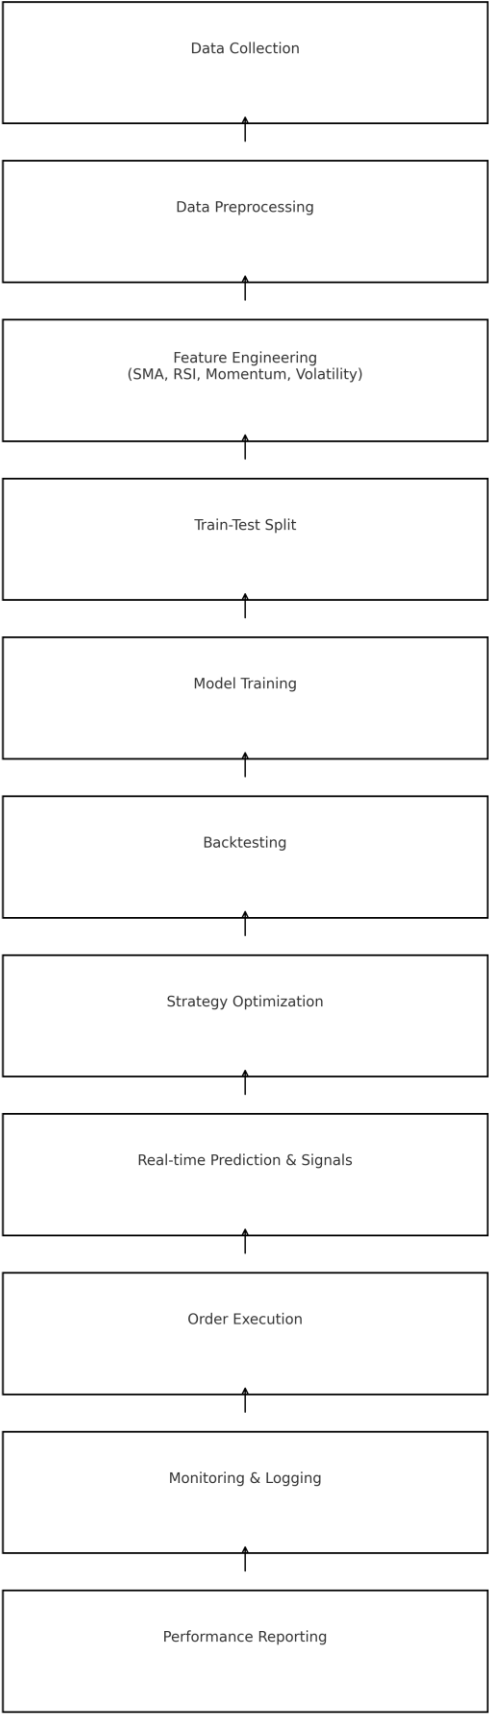 Data Collection
Data Preprocessing
Feature Engineering
(SMA, RSI, Momentum, Volatility)
Train-Test Split
Model Training
Backtesting
Strategy Optimization
Real-time Prediction & Signals
Order Execution
Monitoring & Logging
Performance Reporting